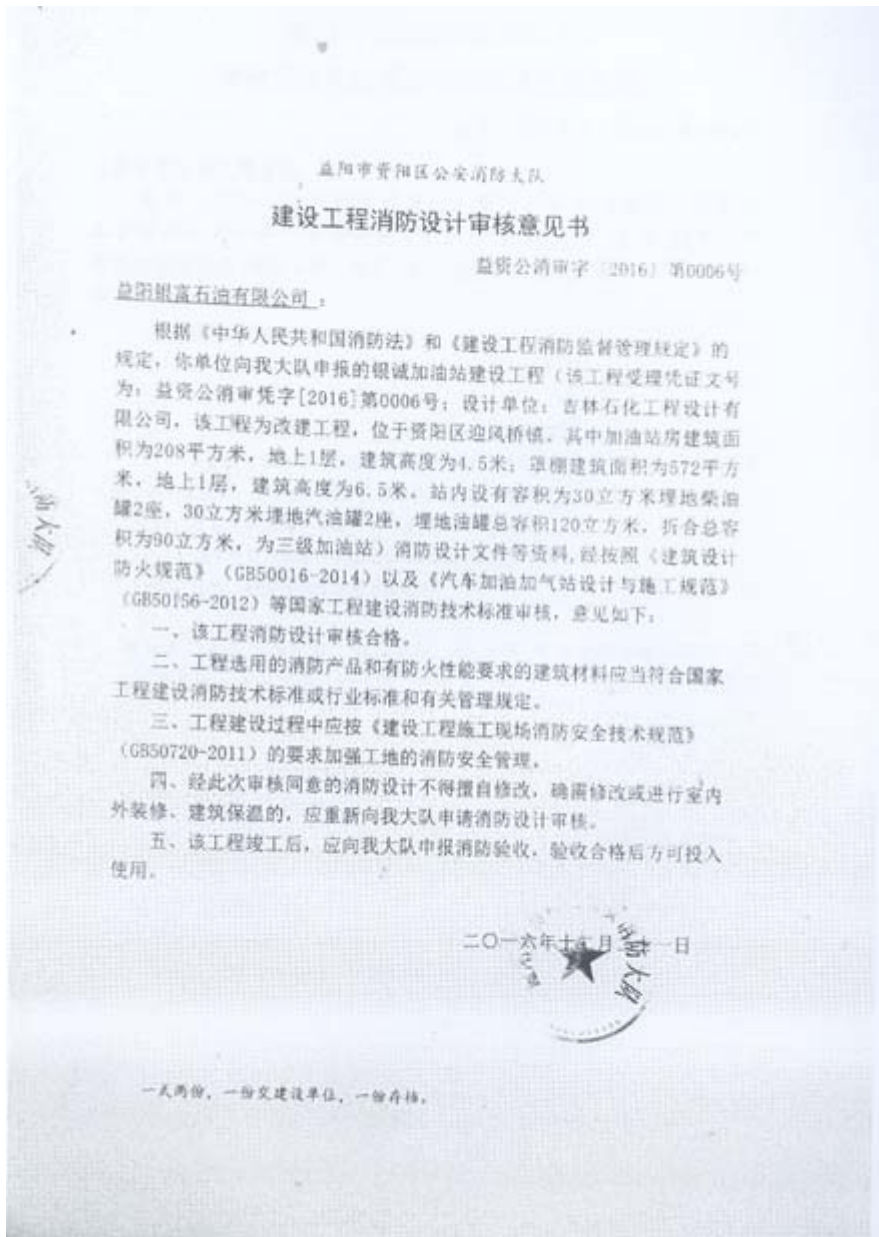 益阳市资阳区公安消防大队
建设工程消防设计审核意见书
益资公消审字〔2016〕第0006号
益阳银富石油有限公司：
根据《中华人民共和国消防法》和《建设工程消防监督管理规定》的
规定，你单位向我大队申报的银诚加油站建设工程（该工程受理凭证文号
为：益资公消审凭字[2016]第0006号；设计单位：吉林石化工程设计有
限公司，该工程为改建工程，位于资阳区迎风桥镇，其中加油站房建筑面
积为208平方米，地上1层，建筑高度为4.5米；罩棚建筑面积为572平方
米，地上1层，建筑高度为6.5米。站内设有容积为30立方米埋地柴油
罐2座，30立方米埋地汽油罐2座，埋地油罐总容积120立方米，折合总容
积为90立方米，为三级加油站）消防设计文件等资料,经按照《建筑设计
防火规范》（GB50016-2014）以及《汽车加油加气站设计与施工规范》
（GB50156-2012）等国家工程建设消防技术标准审核，意见如下：
一、该工程消防设计审核合格。
二、工程选用的消防产品和有防火性能要求的建筑材料应当符合国家
工程建设消防技术标准或行业标准和有关管理规定。
三、工程建设过程中应按《建设工程施工现场消防安全技术规范》
（GB50720-2011）的要求加强工地的消防安全管理。
四、经此次审核同意的消防设计不得擅自修改，确需修改或进行室内
外装修、建筑保温的，应重新向我大队申请消防设计审核。
五、该工程竣工后，应向我大队申报消防验收，验收合格后方可投入
使用。
二〇一六年十二月 一日
消防大队
消大队
一式两份，一份交建设单位，一份存档。